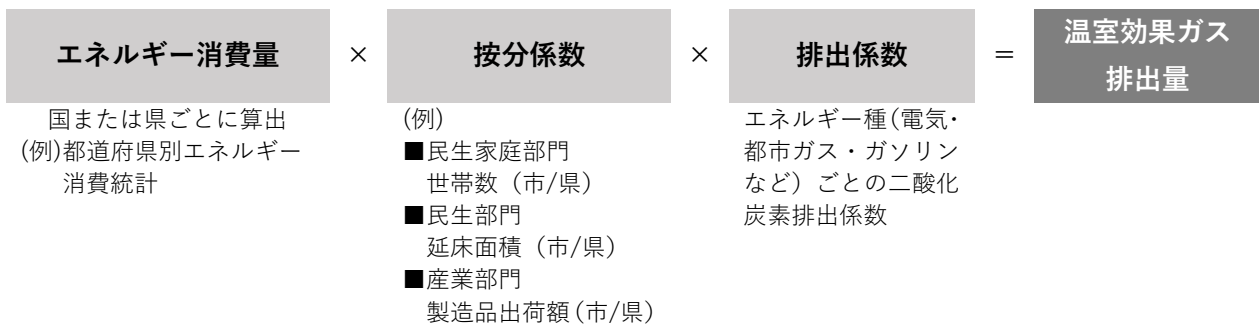 エネルギー消費量 × 按分係数 × 排出係数 = 温室効果ガス
排出量
国または県ごとに算出
(例)都道府県別エネルギー
消費統計
(例)
■民生家庭部門
世帯数（市/県）
■民生部門
延床面積（市/県）
■産業部門
製造品出荷額(市/県）
エネルギー種(電気・
都市ガス・ガソリン
など）ごとの二酸化
炭素排出係数